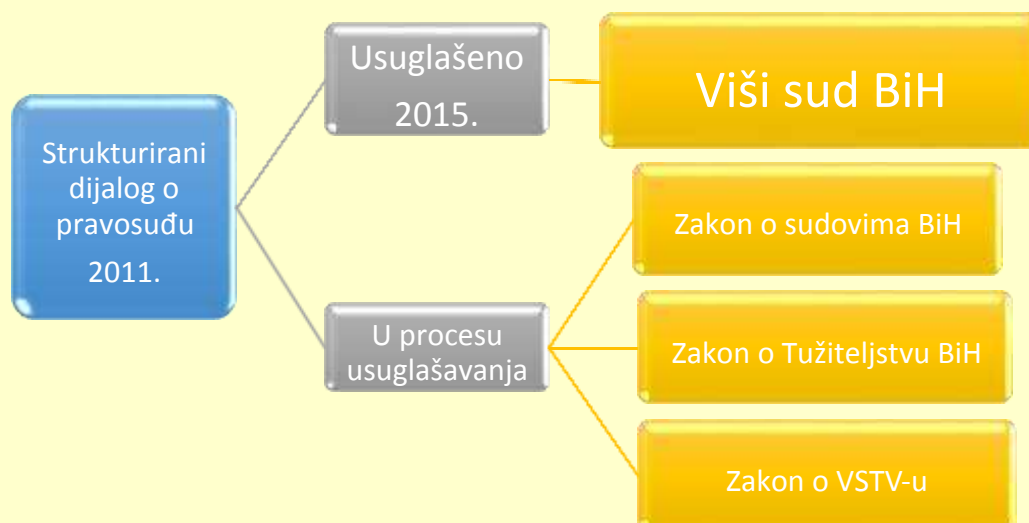 Strukturirani
dijalog o
pravosuđu
2011.
Usuglašeno
2015.
Viši sud BiH
U procesu
usuglašavanja
Zakon o sudovima BiH
Zakon o Tužiteljstvu BiH
Zakon o VSTV-u